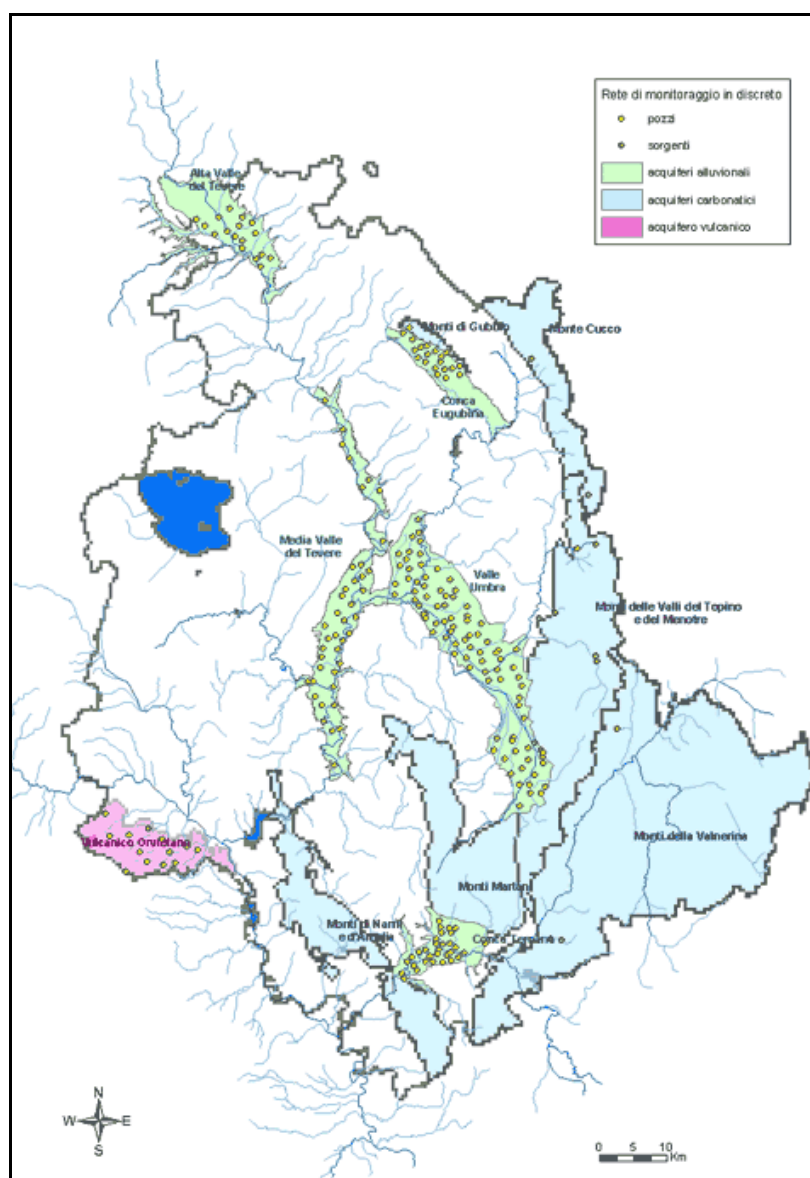 Rete di monitoraggio in discreto
pozzi
sorgenti
acquiferi alluvionali
acquiferi carbonatici
acquifero vulcanico
Alta Valle
del Tevere
Monti di Gubbio
Monte Cucco
Conca
Eugubina
Media Valle
del Tevere
Valle
Umbra
Monti delle Valli del Topino
e del Menotre
Vulcanico Orvietano
Monti della Valnerina
Monti Martani
Monti di Narni
e d'Amelia
Conca Ternana
N
W
E
S
0 5 10
Km